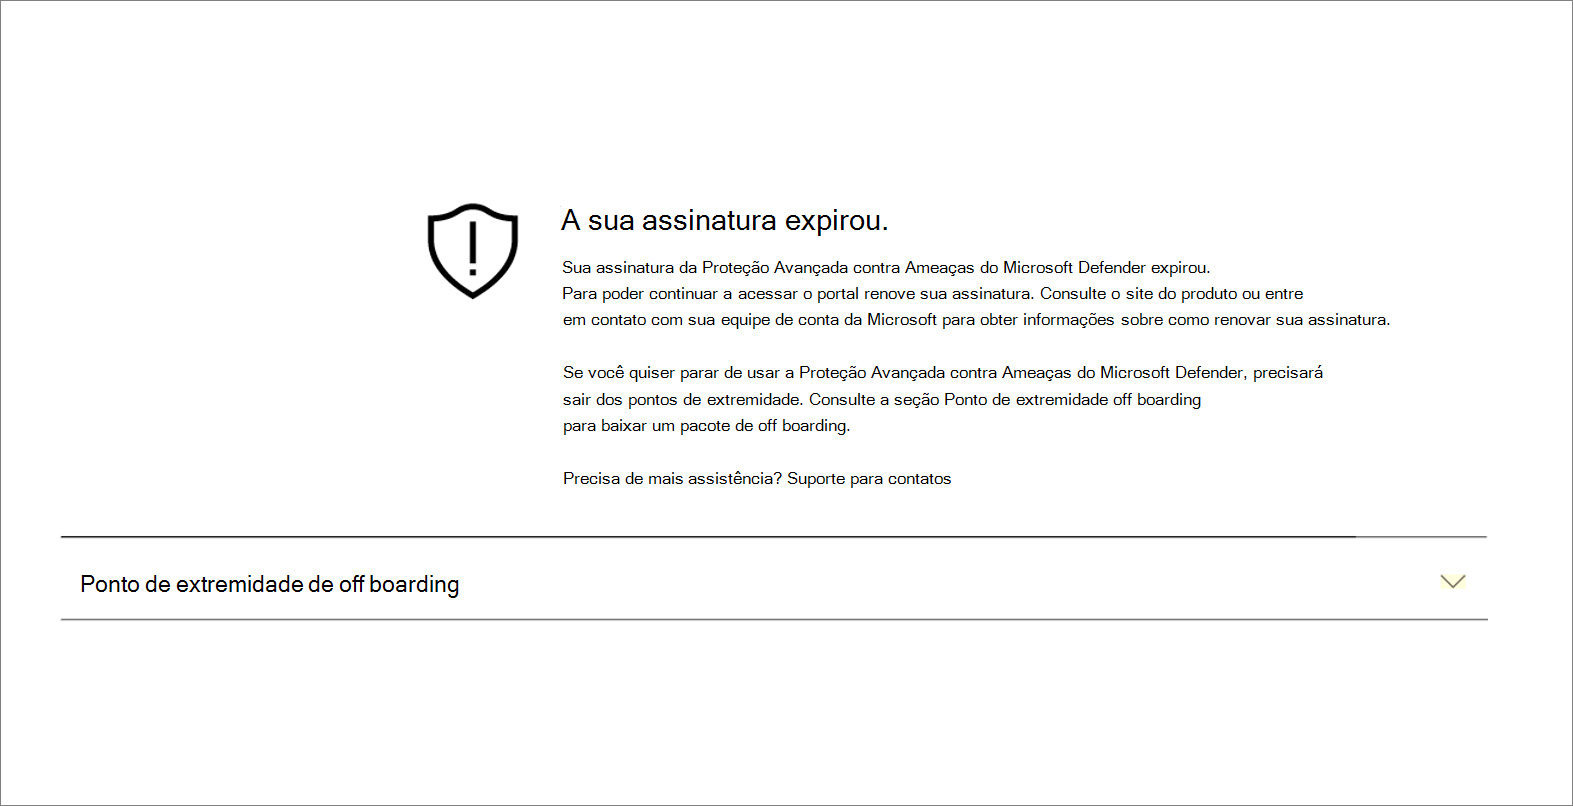 A sua assinatura expirou.
Sua assinatura da Proteção Avançada contra Ameaças do Microsoft Defender expirou.
Para poder continuar a acessar o portal renove sua assinatura. Consulte o site do produto ou entre
em contato com sua equipe de conta da Microsoft para obter informações sobre como renovar sua assinatura.
Se você quiser parar de usar a Proteção Avançada contra Ameaças do Microsoft Defender, precisará
sair dos pontos de extremidade. Consulte a seção Ponto de extremidade off boarding
para baixar um pacote de off boarding.
Precisa de mais assistência? Suporte para contatos
Ponto de extremidade de off boarding